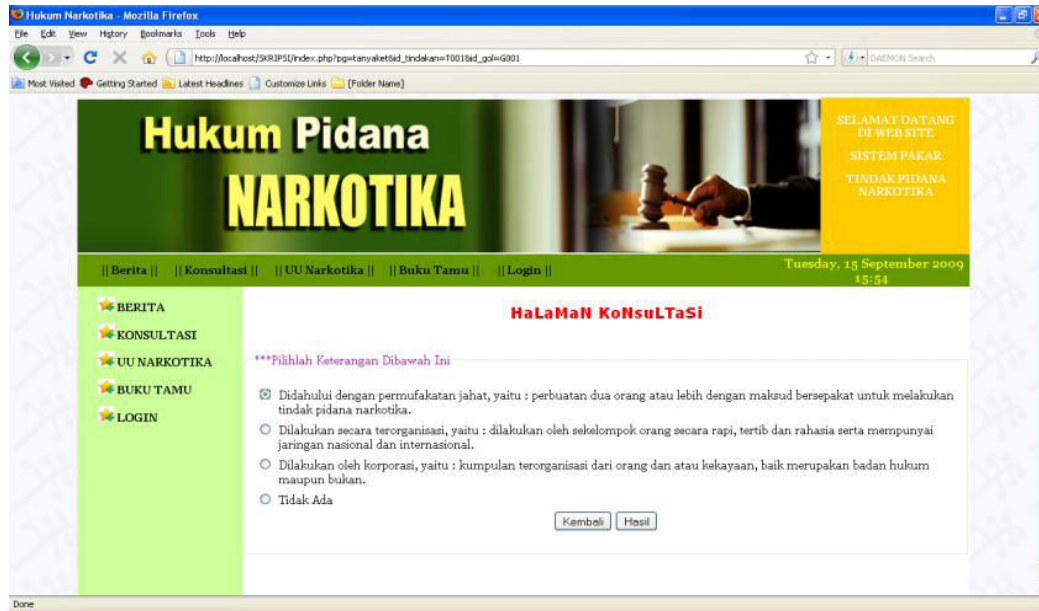 Hukum Narkotika - Mozilla Firefox
File Edit View History Bookmarks Tools Help
http://localhost/SKRIPSI/index.php?pg=tanyaket&id_tindakan=T001&id_gol=G001
DAEMON Search
Most Visited Getting Started Latest Headlines Customize Links [Folder Name]
Hukum Pidana
NARKOTIKA
SELAMAT DATANG
DI WEBSITE
SISTEM PAKAR
TINDAK PIDANA
NARKOTIKA
||Berita|| ||Konsultasi|| ||UU Narkotika|| ||Buku Tamu|| ||Login||
Tuesday, 15 September 2009
15:54
BERITA
KONSULTASI
UU NARKOTIKA
BUKU TAMU
LOGIN
HaLaMaN KoNsuLTaSi
***Pilihlah Keterangan Dibawah Ini
Didahului dengan permufakatan jahat, yaitu : perbuatan dua orang atau lebih dengan maksud bersepakat untuk melakukan
tindak pidana narkotika.
Dilakukan secara terorganisasi, yaitu : dilakukan oleh sekelompok orang secara rapi, tertib dan rahasia serta mempunyai
jaringan nasional dan internasional.
Dilakukan oleh korporasi, yaitu : kumpulan terorganisasi dari orang dan atau kekayaan, baik merupakan badan hukum
maupun bukan.
Tidak Ada
Kembali Hasil
Done